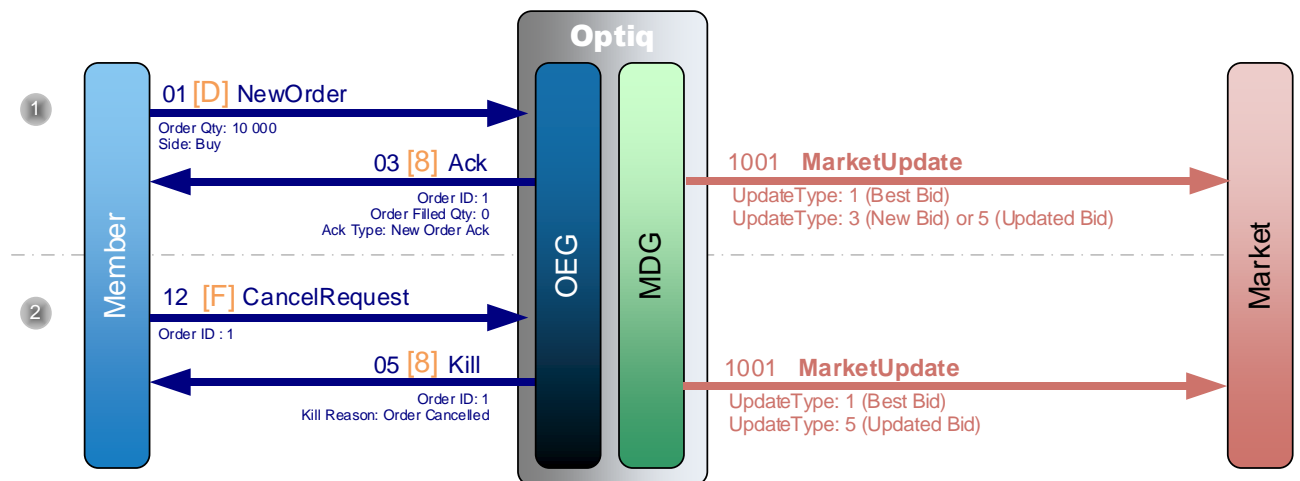 Optiq
1
01 [D] NewOrder
Order Qty: 10 000
Side: Buy
03 [8] Ack
Order ID: 1
Order Filled Qty: 0
Ack Type: New Order Ack
1001 MarketUpdate
UpdateType: 1 (Best Bid)
UpdateType: 3 (New Bid) or 5 (Updated Bid)
Member
OEG
MDG
Market
2
12 [F] CancelRequest
Order ID : 1
05 [8] Kill
Order ID: 1
Kill Reason: Order Cancelled
1001 MarketUpdate
UpdateType: 1 (Best Bid)
UpdateType: 5 (Updated Bid)